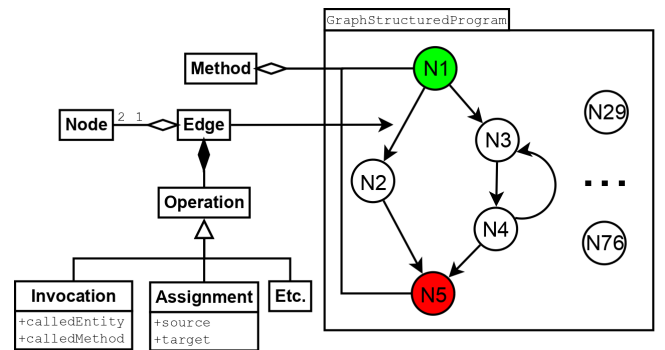 GraphStructuredProgram
Method
N1
Node
2 1
Edge
N3
N29
N2
...
Operation
N4
N76
Invocation
+calledEntity
+calledMethod
Assignment
+source
+target
Etc.
N5